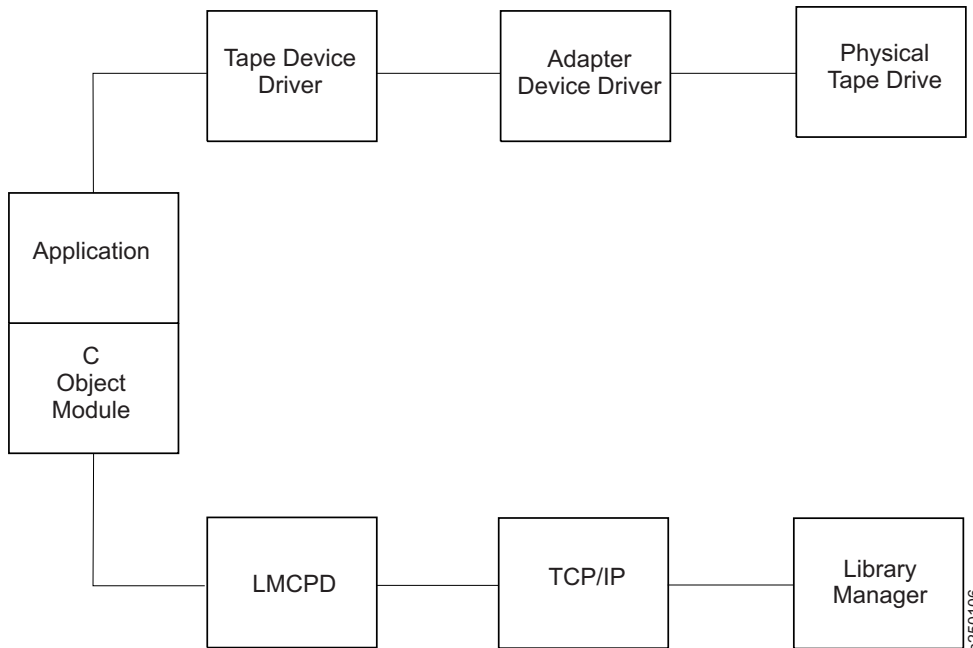 Tape Device
Driver
Adapter
Device Driver
Physical
Tape Drive
Application
C
Object
Module
LMCPD
TCP/IP
Library
Manager